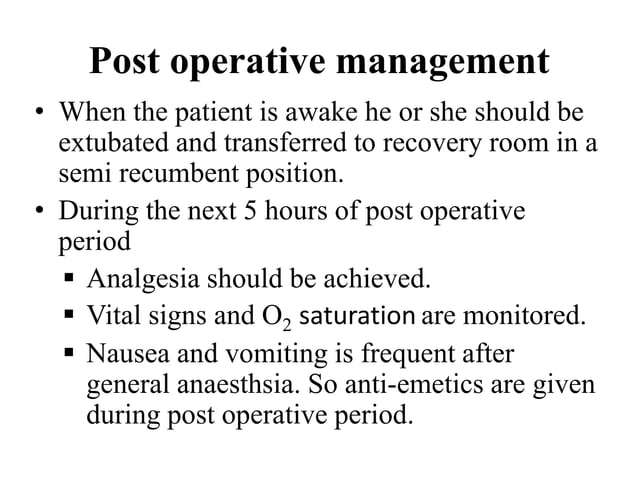 Post operative management
• When the patient is awake he or she should be
extubated and transferred to recovery room in a
semi recumbent position.
• During the next 5 hours of post operative
period
▪ Analgesia should be achieved.
▪ Vital signs and O₂ saturation are monitored.
▪ Nausea and vomiting is frequent after
general anaesthsia. So anti-emetics are given
during post operative period.